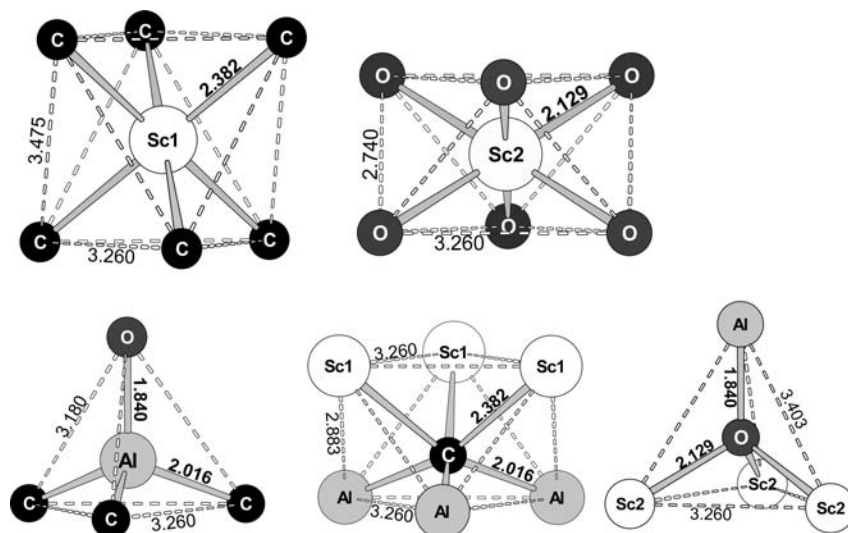 C
C
C
2.382
Sc1
3.475
C
C
C
3.260
O
O
O
2.129
Sc2
2.740
O
O
O
3.260
O
1.840
3.180
Al
2.016
C
C
C
3.260
Sc1
3.260
Sc1
Sc1
2.382
2.883
C
2.016
Al
3.260
Al
Al
Al
1.840
3.403
O
2.129
Sc2
Sc2
Sc2
3.260